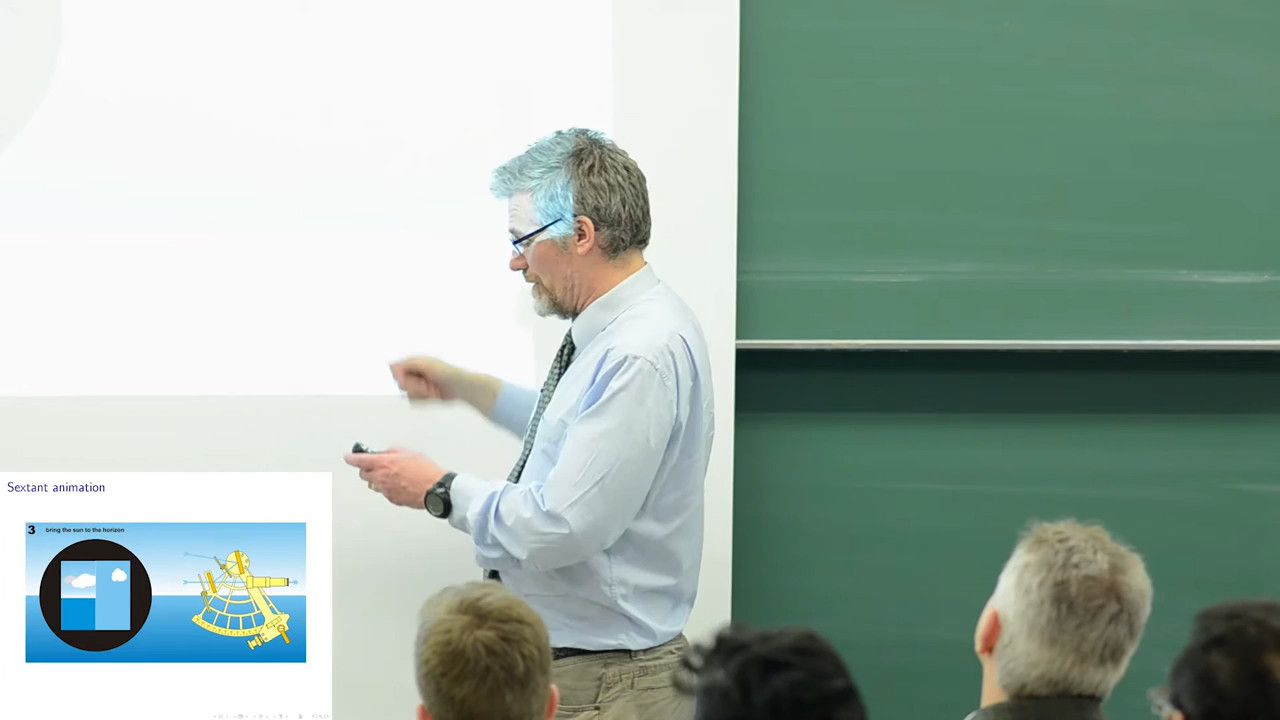 Sextant animation
3 bring the sun to the horizon